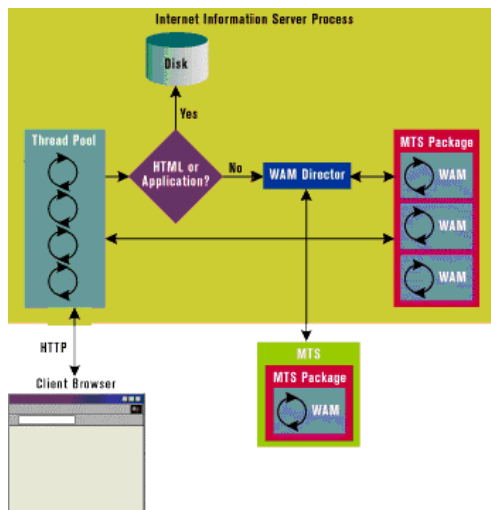 Internet Information Server Process
Disk
Yes
Thread Pool
HTML or
Application?
No
WAM Director
MTS Package
WAM
WAM
WAM
HTTP
Client Browser
MTS
MTS Package
WAM